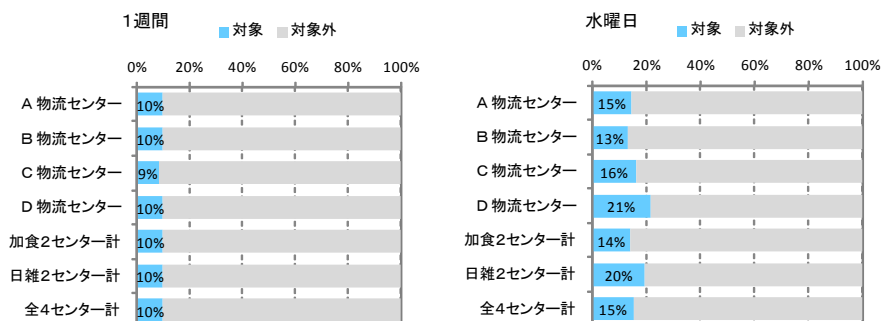 1週間
対象 対象外
0% 20% 40% 60% 80% 100%
A 物流センター 10%
B 物流センター 10%
C 物流センター 9%
D 物流センター 10%
加食2センター計 10%
日雑2センター計 10%
全4センター計 10%
水曜日
対象 対象外
0% 20% 40% 60% 80% 100%
A 物流センター 15%
B 物流センター 13%
C 物流センター 16%
D 物流センター 21%
加食2センター計 14%
日雑2センター計 20%
全4センター計 15%